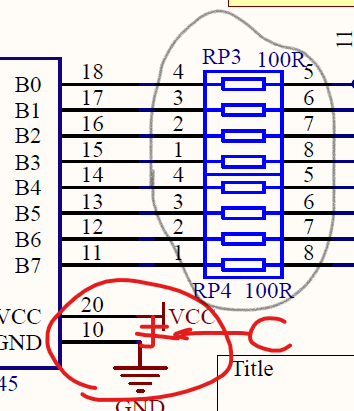 RP3 100R
11
B0 18 4 5
B1 17 3 6
B2 16 2 7
B3 15 1 8
B4 14 4 5
B5 13 3 6
B6 12 2 7
B7 11 1 8
RP4 100R
VCC 20 VCC
GND 10
C
45
Title
GND